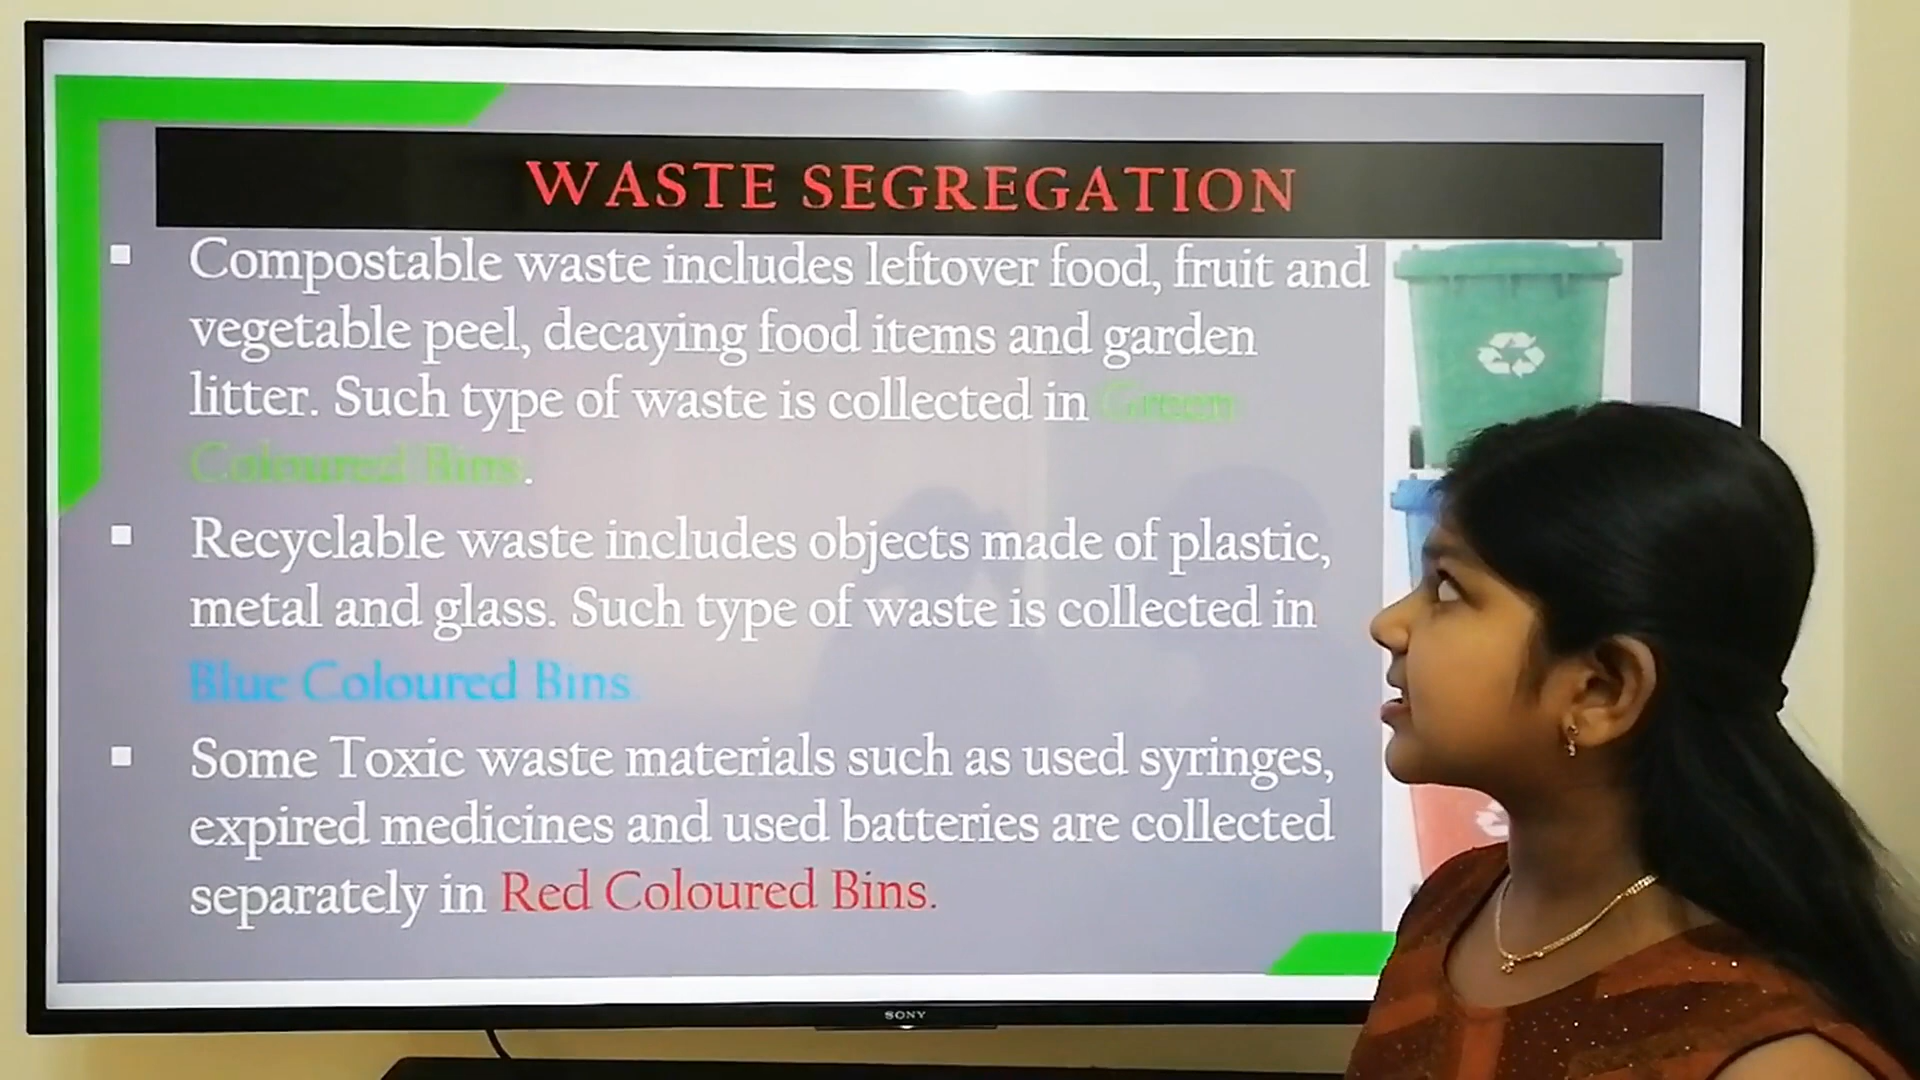 WASTE SEGREGATION
▪ Compostable waste includes leftover food, fruit and
vegetable peel, decaying food items and garden
litter. Such type of waste is collected in Green
Coloured Bins.
▪ Recyclable waste includes objects made of plastic,
metal and glass. Such type of waste is collected in
Blue Coloured Bins.
▪ Some Toxic waste materials such as used syringes,
expired medicines and used batteries are collected
separately in Red Coloured Bins.
SONY